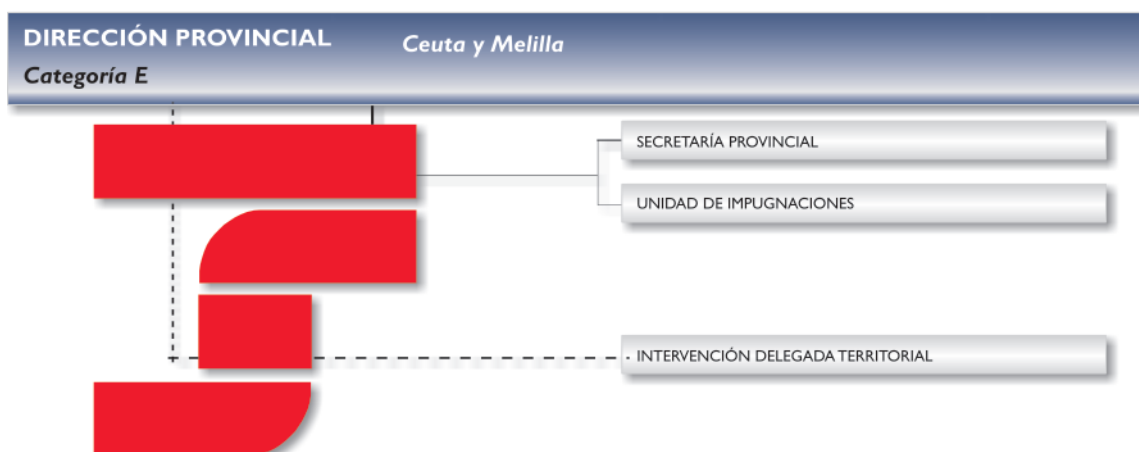 DIRECCIÓN PROVINCIAL
Ceuta y Melilla
Categoría E
SECRETARÍA PROVINCIAL
UNIDAD DE IMPUGNACIONES
INTERVENCIÓN DELEGADA TERRITORIAL